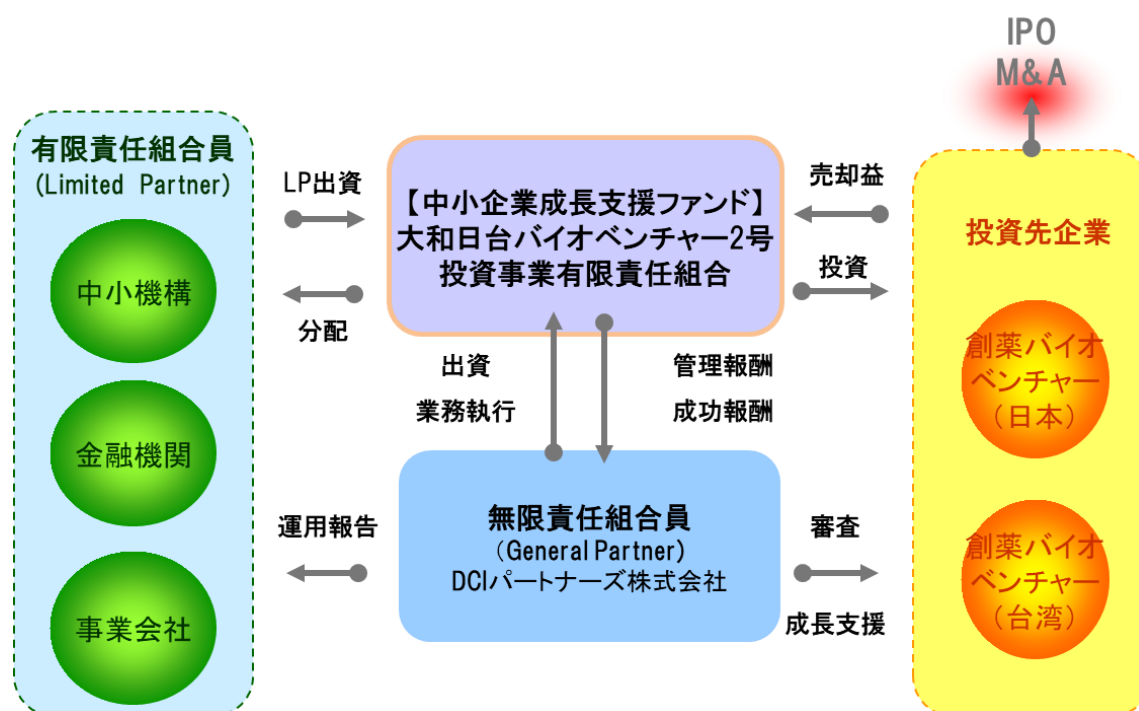 IPO
M&A
有限責任組合員
(Limited Partner)
中小機構
金融機関
事業会社
LP出資
分配
運用報告
【中小企業成長支援ファンド】
大和日台バイオベンチャー2号
投資事業有限責任組合
出資
業務執行
管理報酬
成功報酬
無限責任組合員
(General Partner)
DCIパートナーズ株式会社
売却益
投資
審査
成長支援
投資先企業
創薬バイオ
ベンチャー
(日本)
創薬バイオ
ベンチャー
(台湾)